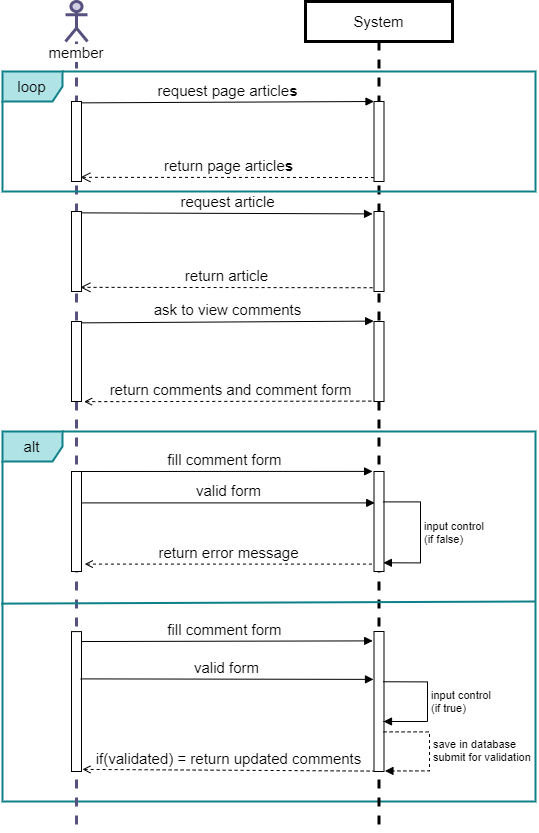 System
member
loop
request page articles
return page articles
request article
return article
ask to view comments
return comments and comment form
alt
fill comment form
valid form
input control
(if false)
return error message
fill comment form
valid form
input control
(if true)
save in database
submit for validation
if(validated) = return updated comments